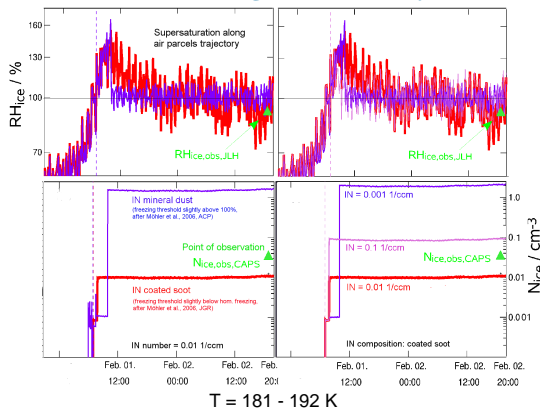 160
130
100
70
RHice / %
Supersaturation along
air parcels trajectory
RHice,obs,JLH
RHice,obs,JLH
IN mineral dust
(freezing threshold slightly above 100%,
after Möhler et al., 2006, ACP)
Point of observation
Nice,obs,CAPS
IN coated soot
(freezing threshold slightly below hom. freezing,
after Möhler et al., 2006, JGR)
IN number = 0.01 1/ccm
IN = 0.001 1/ccm
IN = 0.1 1/ccm
Nice,obs,CAPS
IN = 0.01 1/ccm
IN composition: coated soot
1.0
0.1
0.01
0.001
Nice / cm-3
Feb. 01. Feb. 02. Feb. 02. Feb. 02.
12:00 00:00 12:00 20:00
Feb. 01. Feb. 02. Feb. 02. Feb. 02.
12:00 00:00 12:00 20:00
T = 181 - 192 K